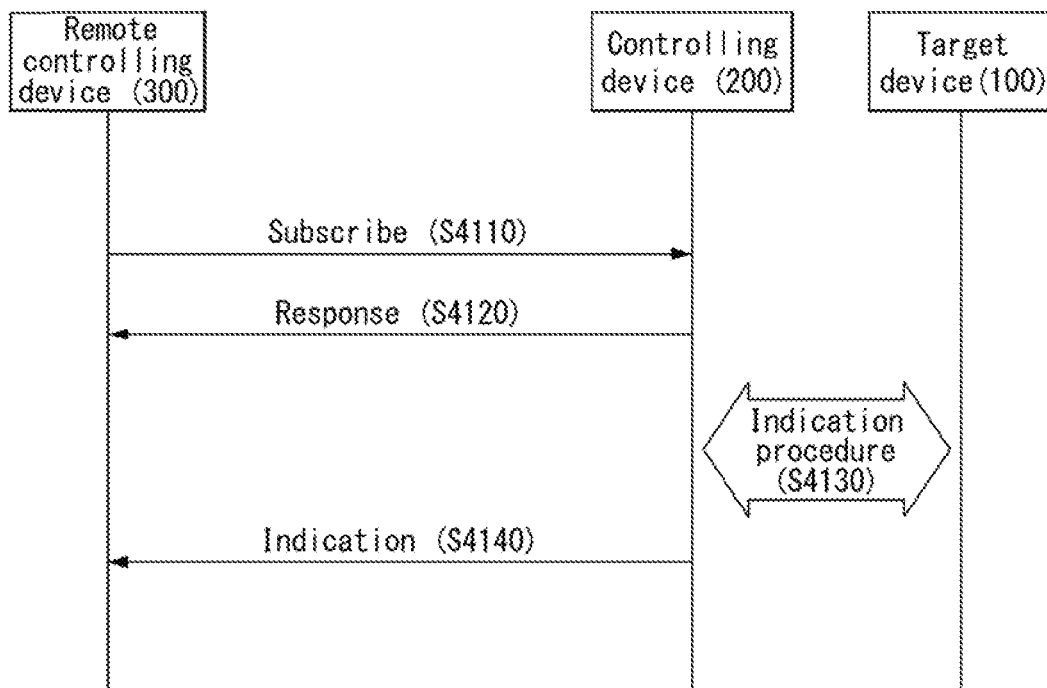 Remote
controlling
device (300)
Controlling
device (200)
Target
device(100)
Subscribe (S4110)
Response (S4120)
Indication
procedure
(S4130)
Indication (S4140)